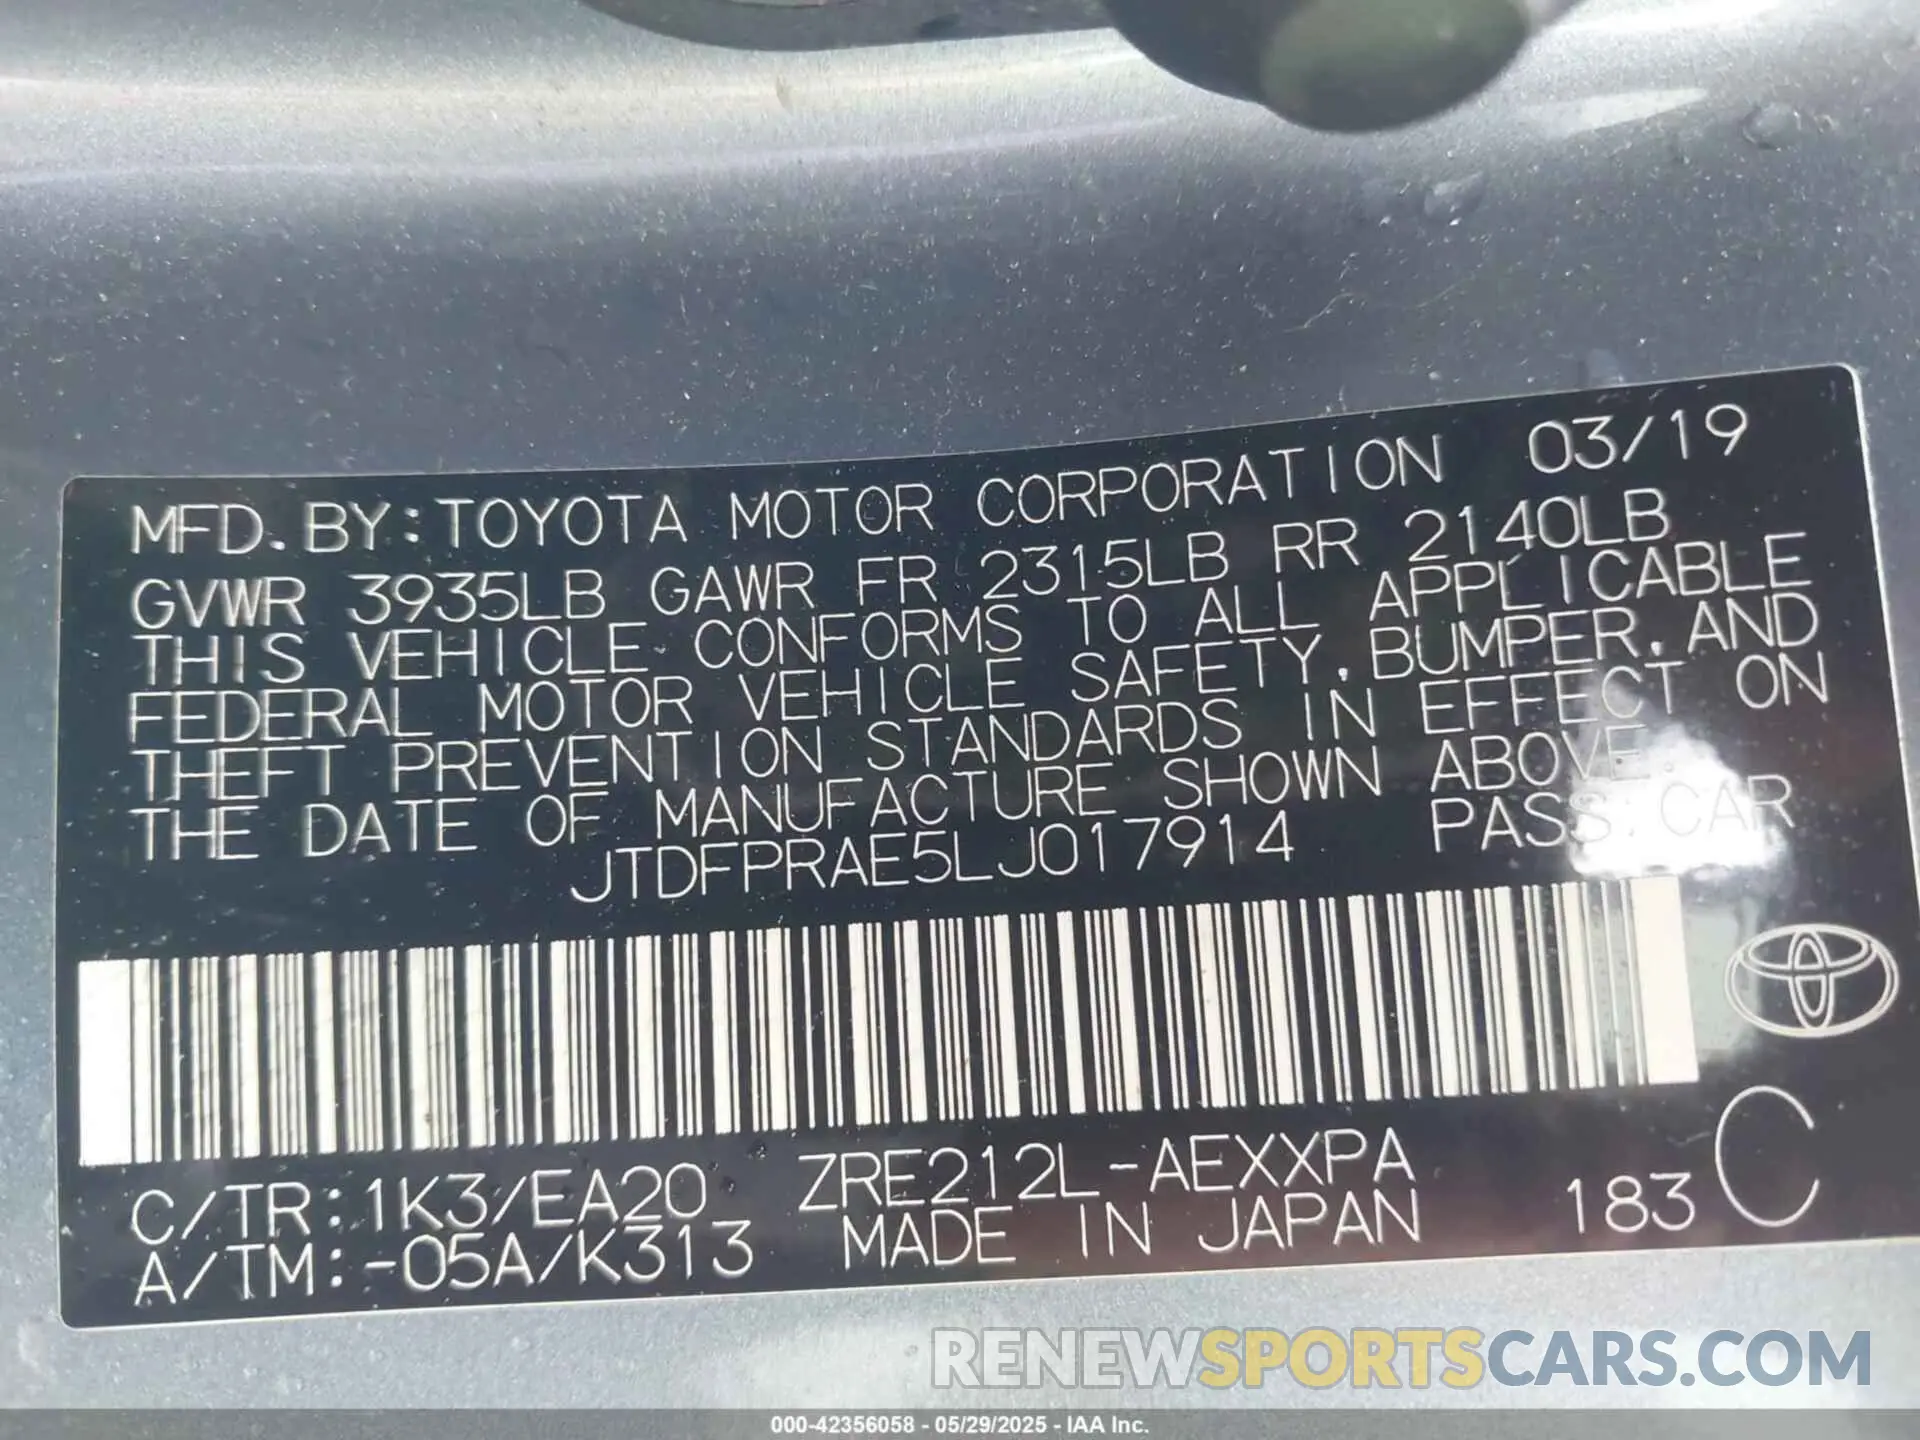 MFD. BY: TOYOTA MOTOR CORPORATION 03/19
GVWR 3935LB GAWR FR 2315LB RR 2140LB
THIS VEHICLE CONFORMS TO ALL APPLICABLE
FEDERAL MOTOR VEHICLE SAFETY, BUMPER, AND
THEFT PREVENTION STANDARDS IN EFFECT ON
THE DATE OF MANUFACTURE SHOWN ABOVE.
JTDFPRAE5LJ017914 PASS. CAR
C/TR: 1K3/EA20 ZRE212L-AEXXPA
A/TM: -05A/K313 MADE IN JAPAN 183 C
RENEWSPORTSCARS.COM
000-42356058 - 05/29/2025 - IAA Inc.